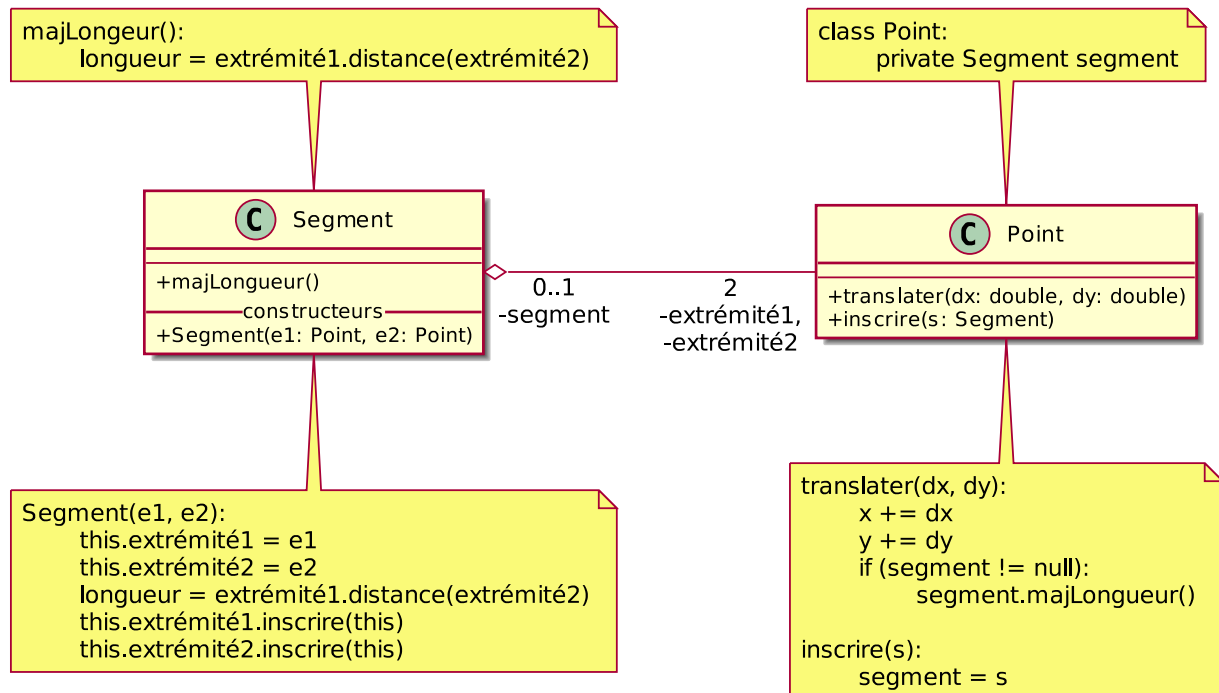 majLongeur():
longueur = extrémité1.distance(extrémité2)
class Point:
private Segment segment
C Segment
+majLongueur()
constructeurs
+Segment(e1: Point, e2: Point)
0..1
-segment
2
-extrémité1,
-extrémité2
C Point
+translater(dx: double, dy: double)
+inscrire(s: Segment)
Segment(e1, e2):
this.extrémité1 = e1
this.extrémité2 = e2
longueur = extrémité1.distance(extrémité2)
this.extrémité1.inscrire(this)
this.extrémité2.inscrire(this)
translater(dx, dy):
x += dx
y += dy
if (segment != null):
segment.majLongueur()
inscrire(s):
segment = s